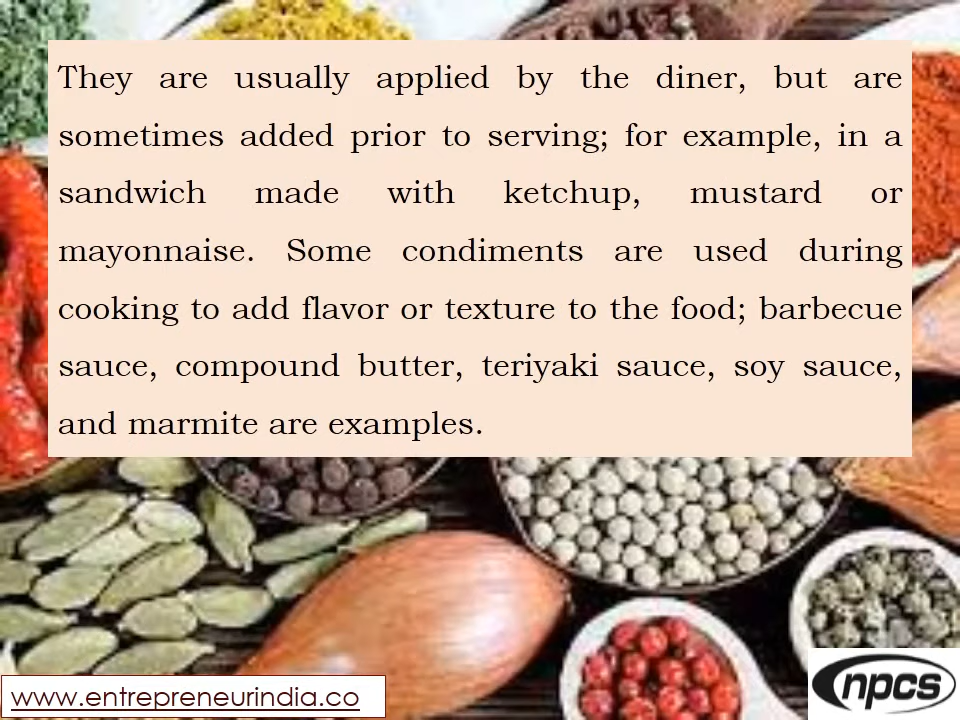 They are usually applied by the diner, but are
sometimes added prior to serving; for example, in a
sandwich made with ketchup, mustard or
mayonnaise. Some condiments are used during
cooking to add flavor or texture to the food; barbecue
sauce, compound butter, teriyaki sauce, soy sauce,
and marmite are examples.
www.entrepreneurindia.co
npcs